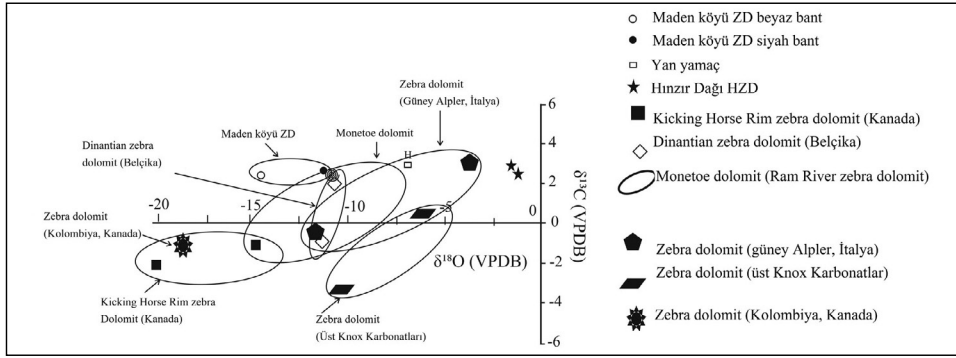 Zebra dolomit
(Güney Alpler, İtalya)
Dinantian zebra
dolomit (Belçika)
Maden köyü ZD
Monetoe dolomit
H
Zebra dolomit
(Kolombiya, Kanada)
-20
-15
-10
-5
0
6
4
2
0
-2
-4
-6
δ¹³C (VPDB)
δ¹⁸O (VPDB)
Kicking Horse Rim zebra
Dolomit (Kanada)
Zebra dolomit
(Üst Knox Karbonatları)
Maden köyü ZD beyaz bant
Maden köyü ZD siyah bant
Yan yamaç
Hınzır Dağı HZD
Kicking Horse Rim zebra dolomit (Kanada)
Dinantian zebra dolomit (Belçika)
Monetoe dolomit (Ram River zebra dolomit)
Zebra dolomit (güney Alpler, İtalya)
Zebra dolomit (üst Knox Karbonatlar)
Zebra dolomit (Kolombiya, Kanada)